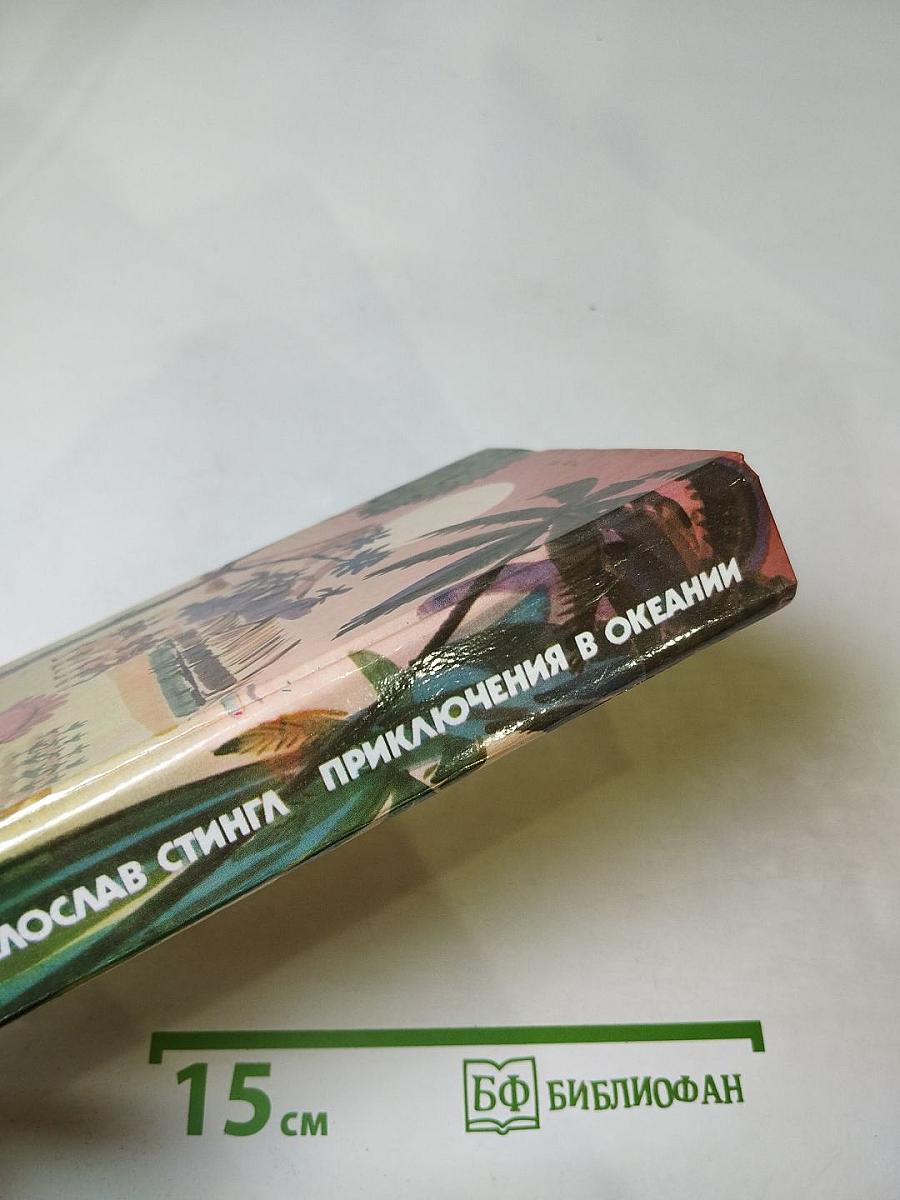 ЛОСЛАВ СТИНГЛ ПРИКЛЮЧЕНИЯ В ОКЕАНИИ
15 см
БФ БИБЛИОФАН